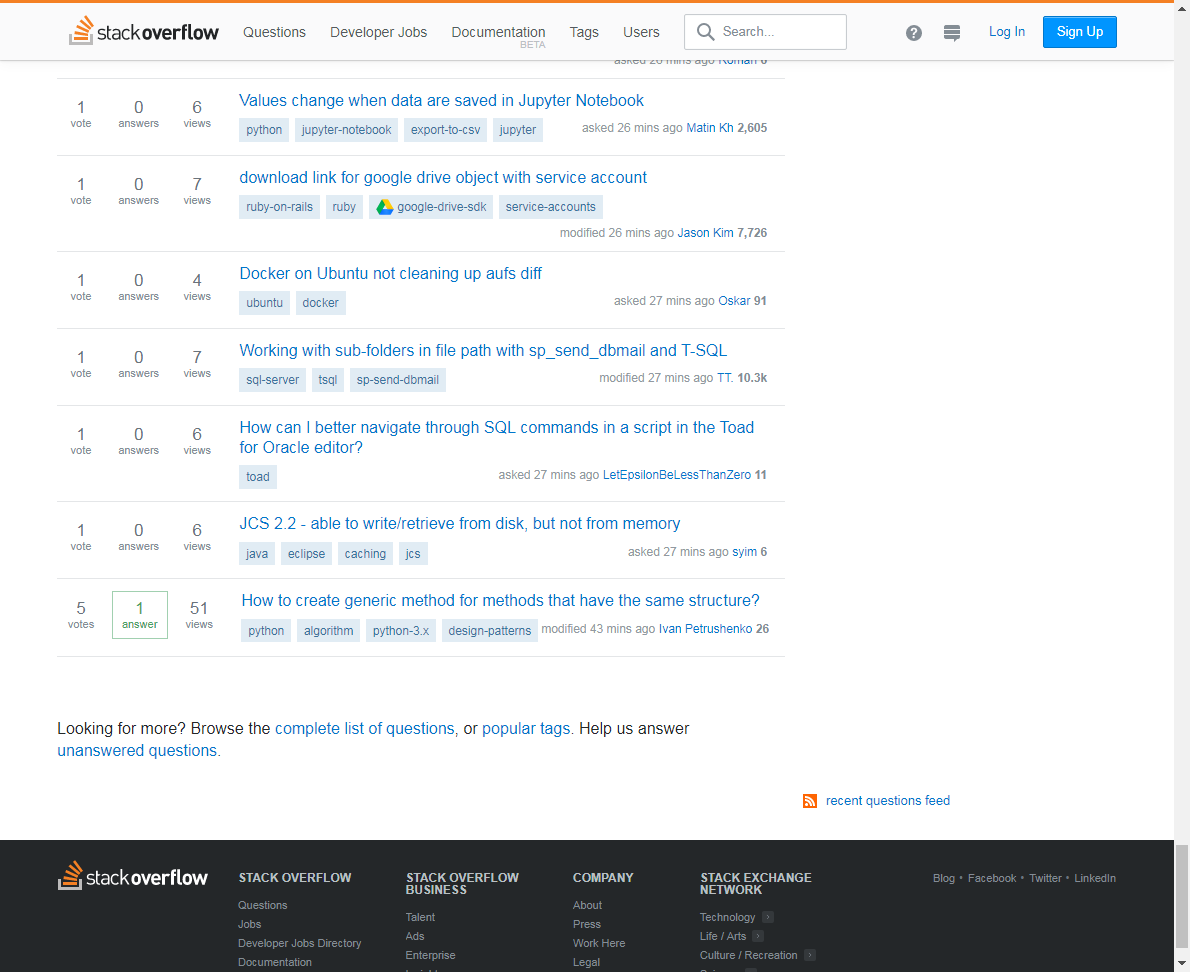 stackoverflow Questions Developer Jobs Documentation BETA Tags Users Search... ? Log In Sign Up
asked 26 mins ago Roman 6
1 vote 0 answers 6 views
Values change when data are saved in Jupyter Notebook
python jupyter-notebook export-to-csv jupyter
asked 26 mins ago Matin Kh 2,605
1 vote 0 answers 7 views
download link for google drive object with service account
ruby-on-rails ruby google-drive-sdk service-accounts
modified 26 mins ago Jason Kim 7,726
1 vote 0 answers 4 views
Docker on Ubuntu not cleaning up aufs diff
ubuntu docker
asked 27 mins ago Oskar 91
1 vote 0 answers 7 views
Working with sub-folders in file path with sp_send_dbmail and T-SQL
sql-server tsql sp-send-dbmail
modified 27 mins ago TT. 10.3k
1 vote 0 answers 6 views
How can I better navigate through SQL commands in a script in the Toad
for Oracle editor?
toad
asked 27 mins ago LetEpsilonBeLessThanZero 11
1 vote 0 answers 6 views
JCS 2.2 - able to write/retrieve from disk, but not from memory
java eclipse caching jcs
asked 27 mins ago syim 6
5 votes 1 answer 51 views
How to create generic method for methods that have the same structure?
python algorithm python-3.x design-patterns
modified 43 mins ago Ivan Petrushenko 26
Looking for more? Browse the complete list of questions, or popular tags. Help us answer
unanswered questions.
recent questions feed
stackoverflow
STACK OVERFLOW
Questions
Jobs
Developer Jobs Directory
Documentation
STACK OVERFLOW
BUSINESS
Talent
Ads
Enterprise
COMPANY
About
Press
Work Here
Legal
STACK EXCHANGE
NETWORK
Technology
Life / Arts
Culture / Recreation
Blog • Facebook • Twitter • LinkedIn